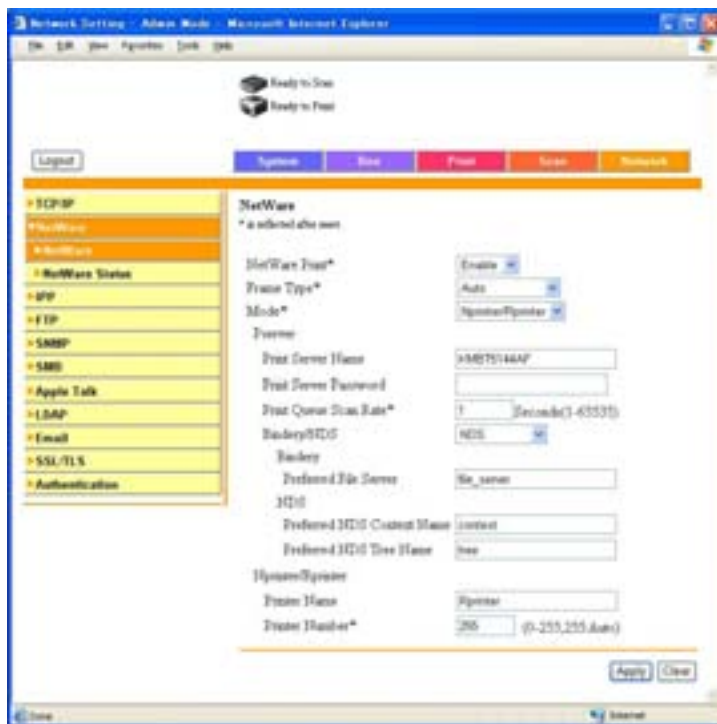 Network Setting - Admin Mode - Microsoft Internet Explorer
File Edit View Favorites Tools Help
Ready to Scan
Ready to Print
Logout
System Box Print Scan Network
TCP/IP
NetWare
NetWare
NetWare Status
IPP
FTP
SNMP
SMB
Apple Talk
LDAP
Email
SSL/TLS
Authentication
NetWare
* is reflected after reset.
NetWare Print* Enable
Frame Type* Auto
Mode* Nprinter/Rprinter
Pserver
Print Server Name
Print Server Password
Print Queue Scan Rate* 1 Seconds(1-65535)
Bindery/NDS NDS
Bindery
Preferred File Server file_server
NDS
Preferred NDS Context Name context
Preferred NDS Tree Name tree
Nprinter/Rprinter
Printer Name Rprinter
Printer Number* 255 (0-255,255:Auto)
Apply Clear
Done Internet